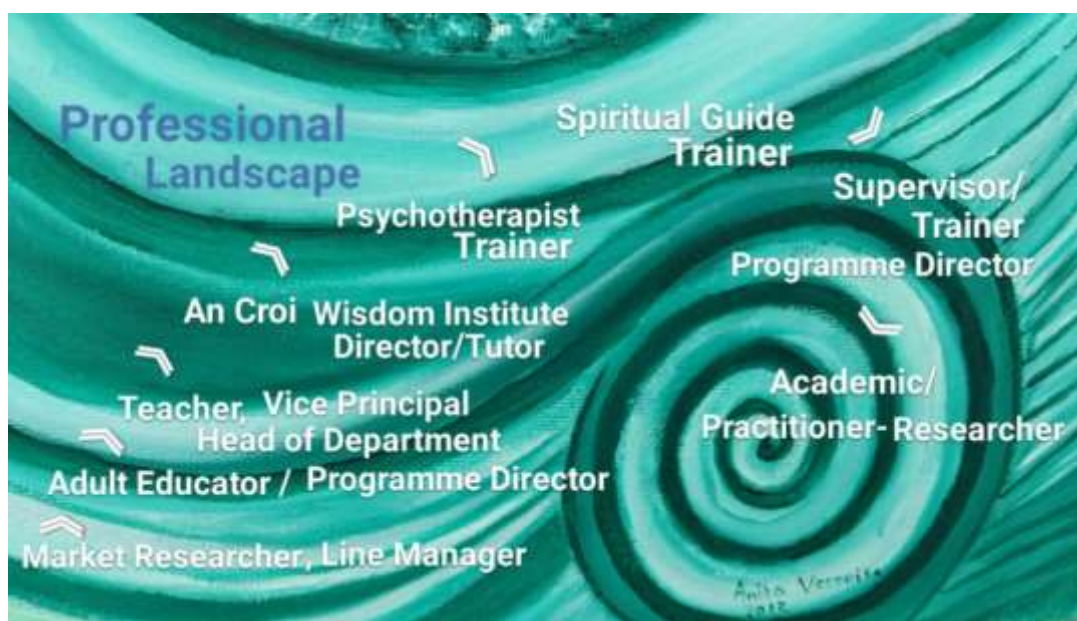 Professional
Landscape
Spiritual Guide
Trainer
Supervisor/
Trainer
Programme Director
Psychotherapist
Trainer
An Croi Wisdom Institute
Director/Tutor
Academic/
Practitioner-Researcher
Teacher, Vice Principal
Head of Department
Adult Educator / Programme Director
Market Researcher, Line Manager
Anita